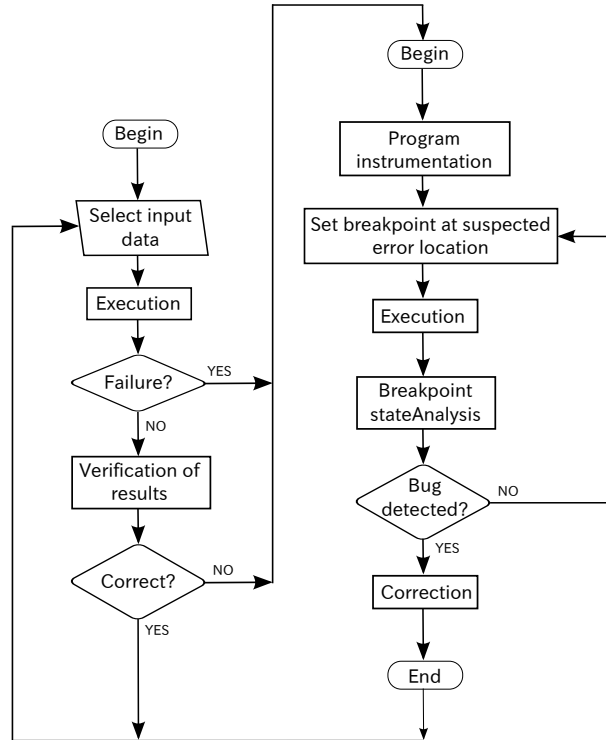 Begin
Select input
data
Execution
Failure?
YES
NO
Verification of
results
Correct?
NO
YES
Begin
Program
instrumentation
Set breakpoint at suspected
error location
Execution
Breakpoint
stateAnalysis
Bug
detected?
NO
YES
Correction
End